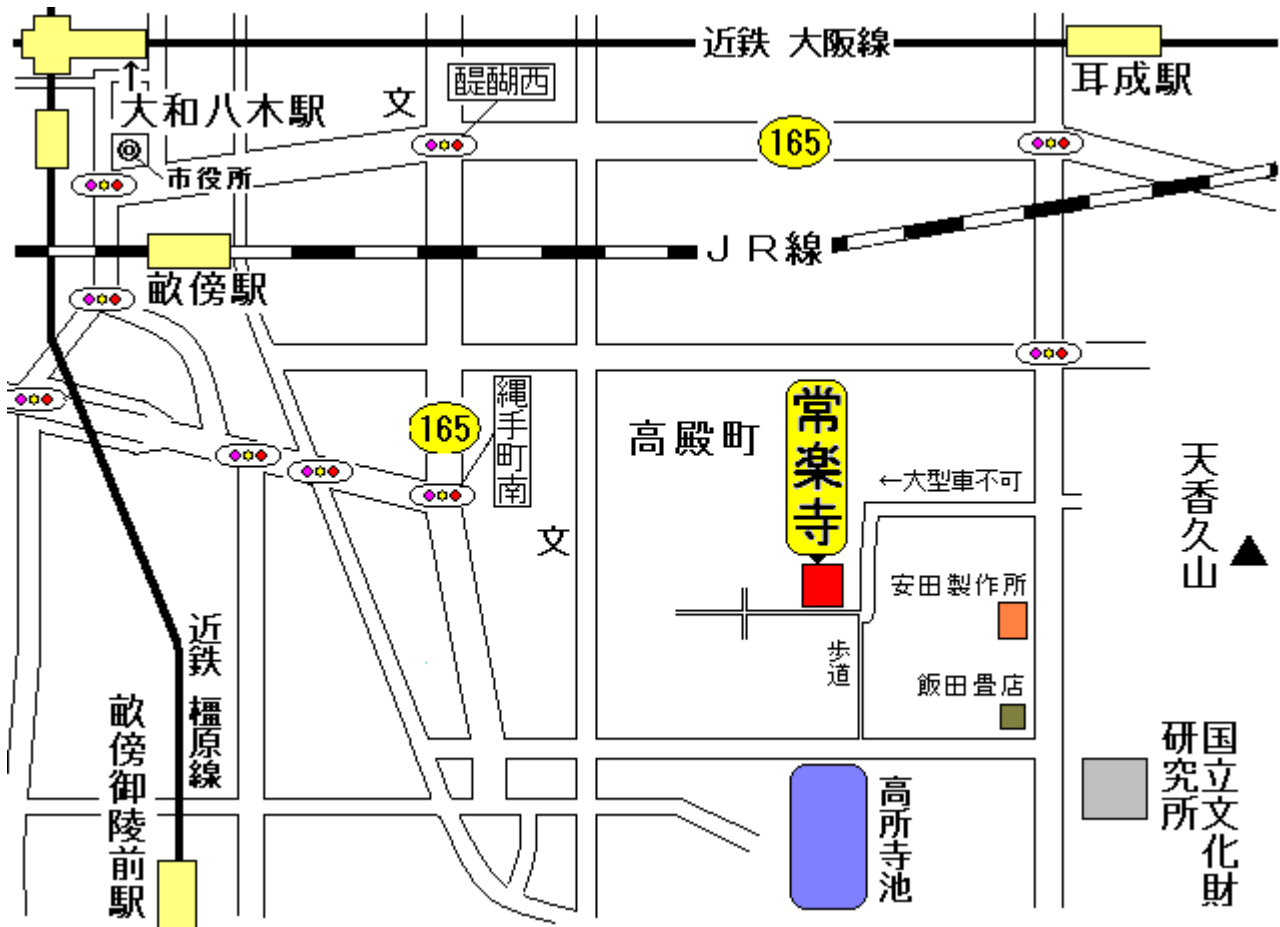 近鉄 大阪線
耳成駅
大和八木駅
文
醍醐西
165
市役所
JR線
畝傍駅
165
縄手町南
高殿町
常楽寺
←大型車不可
天香久山
文
安田製作所
歩道
飯田畳店
近鉄 橿原線
畝傍御陵前駅
国立文化財
研究所
高所寺池